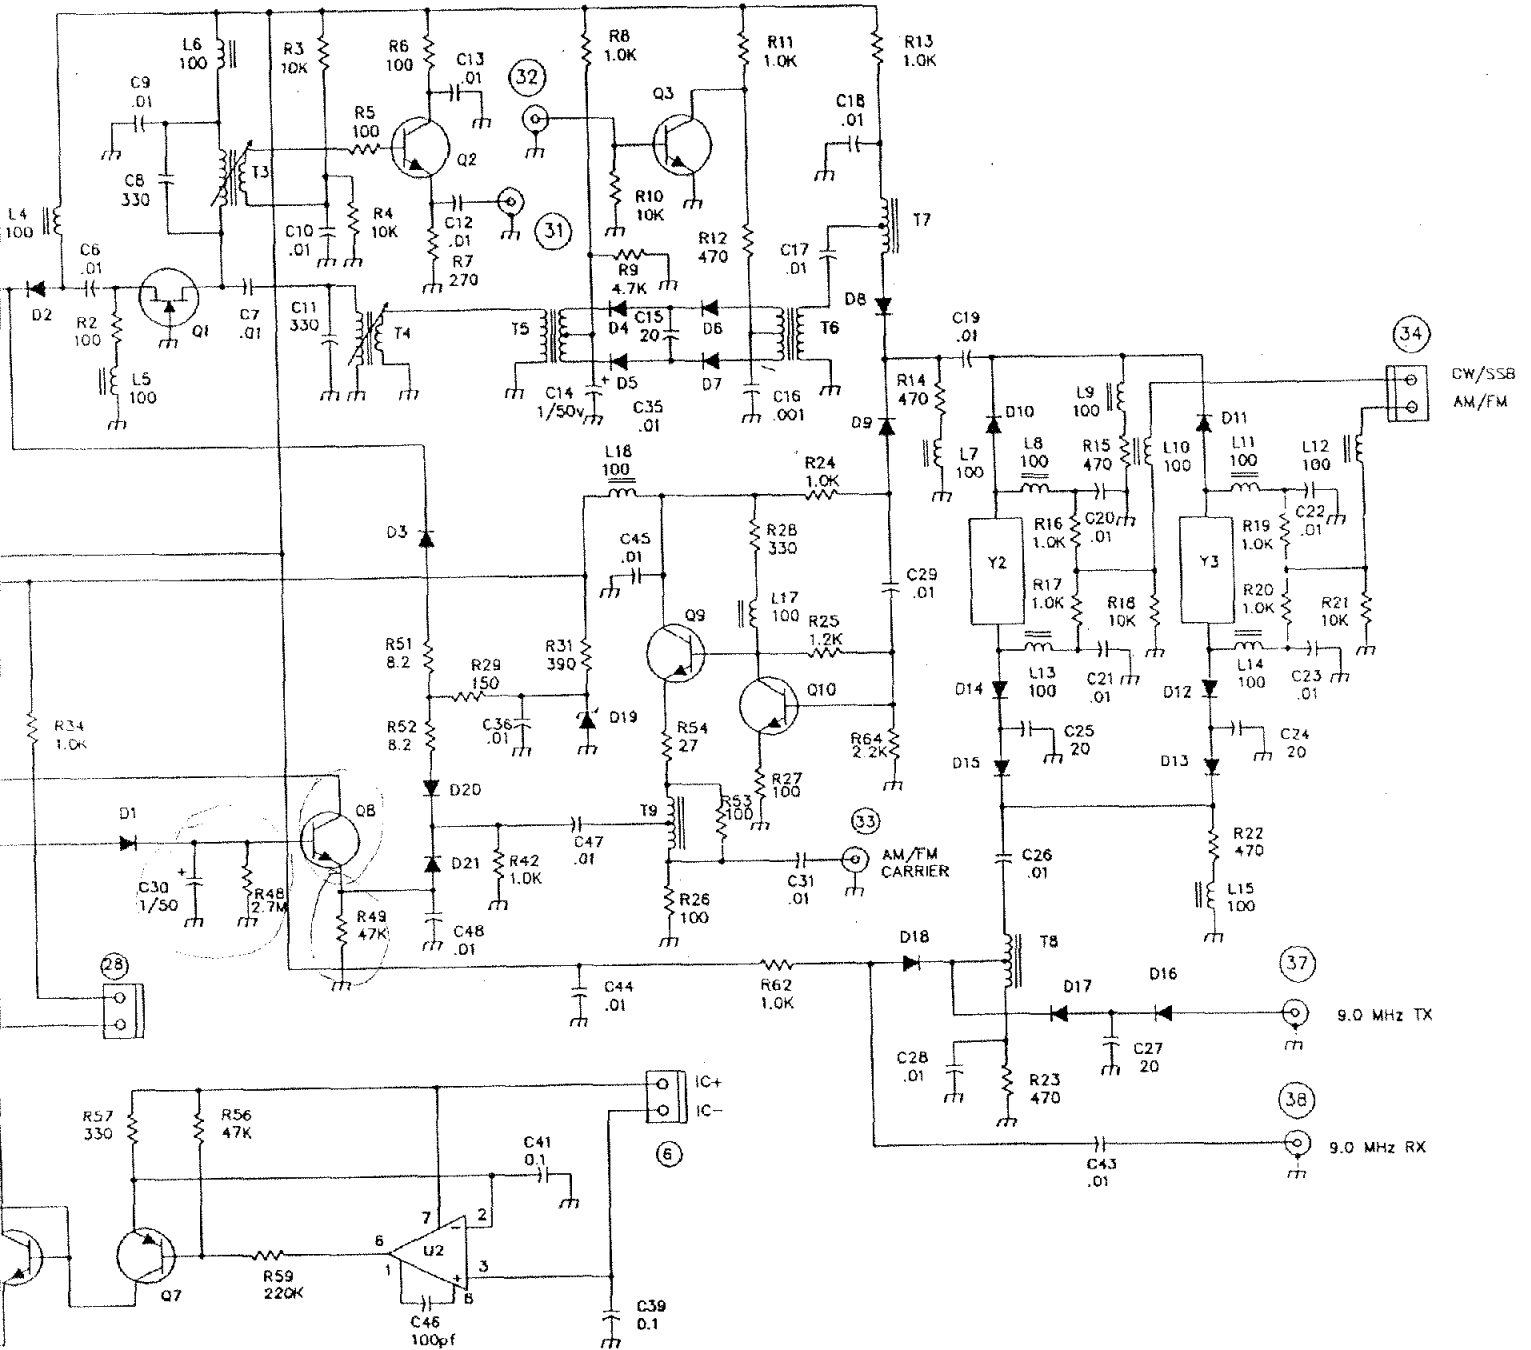 L6
100
R3
10K
R6
100
C13
.01
32
R8
1.0K
R11
1.0K
R13
1.0K
C9
.01
R5
100
Q3
C18
.01
C8
330
T3
Q2
L4
100
C10
.01
R4
10K
C12
.01
31
R10
10K
R12
470
C17
.01
T7
C6
.01
R7
270
R9
4.7K
D2
R2
100
Q1
C7
.01
C11
330
T4
T5
D4
C15
20
D6
T6
D8
C19
.01
34
L5
100
D5
D7
C14
1/50v
C35
.01
C16
.001
R14
470
D10
L9
100
D11
CW/SSB
AM/FM
D9
L18
100
R24
1.0K
L7
100
L8
100
R15
470
L10
100
L11
100
L12
100
D3
C45
.01
R28
330
R16
1.0K
C20
.01
R19
1.0K
C22
.01
Y2
Y3
C29
.01
L17
100
R25
1.2K
R17
1.0K
R18
10K
R20
1.0K
R21
10K
Q9
R51
8.2
R29
150
R31
390
Q10
D14
L13
100
C21
.01
D12
L14
100
C23
.01
R34
1.0K
R52
8.2
C36
.01
D19
R54
27
R64
2.2K
C25
20
C24
20
D15
D13
D20
R27
100
D1
Q8
T9
R53
100
33
C47
.01
AM/FM
CARRIER
C30
1/50
R48
2.7M
D21
R42
1.0K
C31
.01
C26
.01
R22
470
R49
47K
C48
.01
R26
100
L15
100
28
D18
T8
37
C44
.01
R62
1.0K
D17
D16
9.0 MHz TX
C28
.01
C27
20
R23
470
38
IC+
IC-
R57
330
R56
47K
6
C41
0.1
C43
.01
9.0 MHz RX
7
2
6
U2
1
3
8
R59
220K
Q7
C46
100pf
C39
0.1